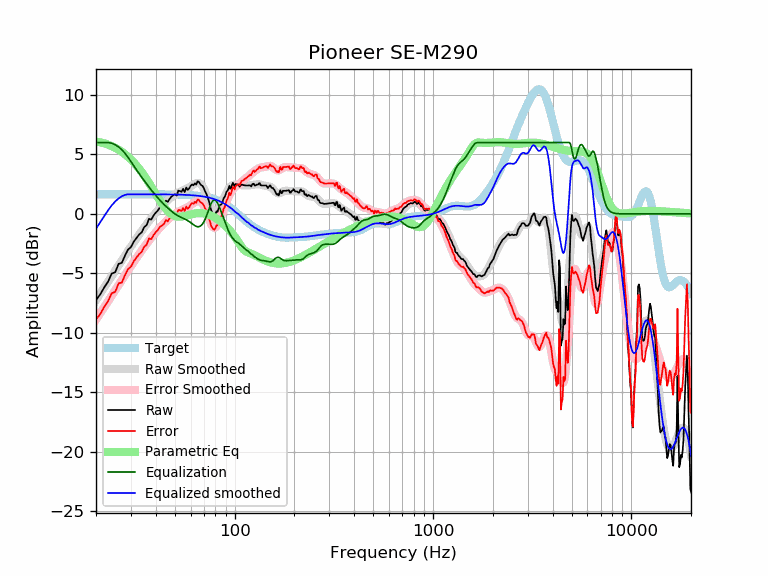 Pioneer SE-M290
Amplitude (dBr)
10
5
0
−5
−10
−15
−20
−25
Target
Raw Smoothed
Error Smoothed
Raw
Error
Parametric Eq
Equalization
Equalized smoothed
100
1000
10000
Frequency (Hz)